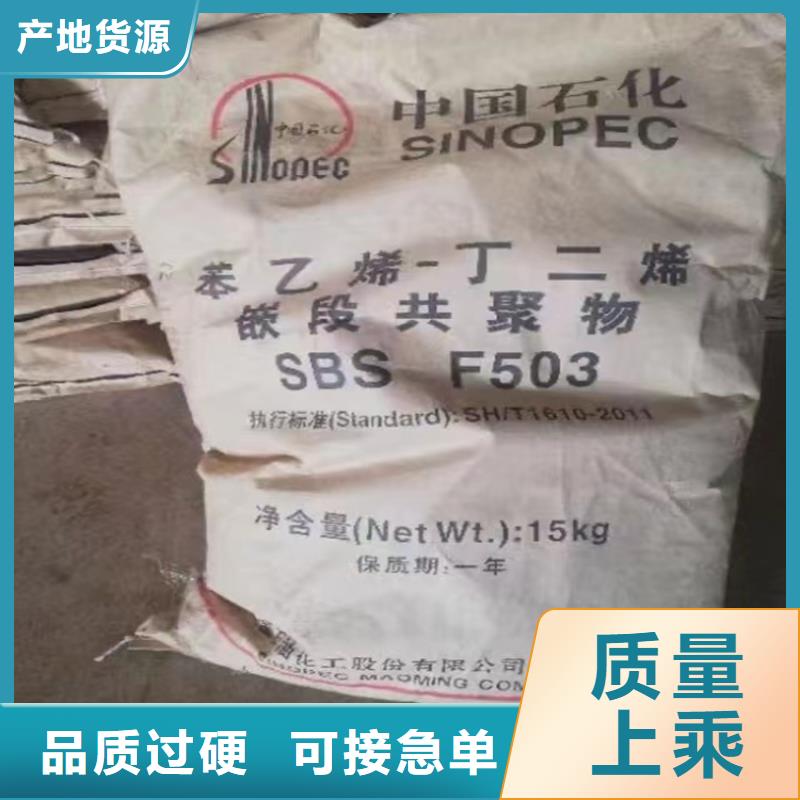 产地货源
中国石化
SINOPEC
中国石化
SINOPEC
苯乙烯-丁二烯
嵌段共聚物
SBS F503
执行标准(Standard):SH/T1610-2011
净含量(Net Wt.):15kg
保质期:一年
化工股份有限公司
SINOPEC MAOMING COM
质量
上乘
品质过硬 可接急单